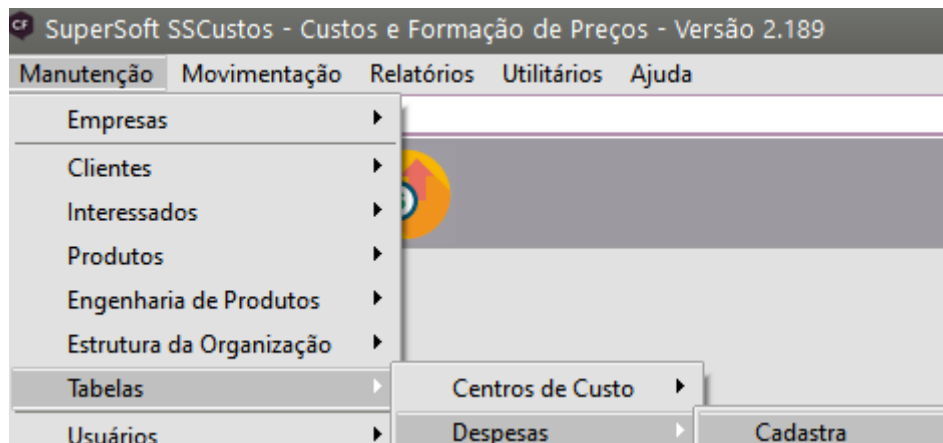 SuperSoft SSCustos - Custos e Formação de Preços - Versão 2.189
Manutenção Movimentação Relatórios Utilitários Ajuda
Empresas
Clientes
Interessados
Produtos
Engenharia de Produtos
Estrutura da Organização
Tabelas Centros de Custo
Usuários Despesas Cadastra